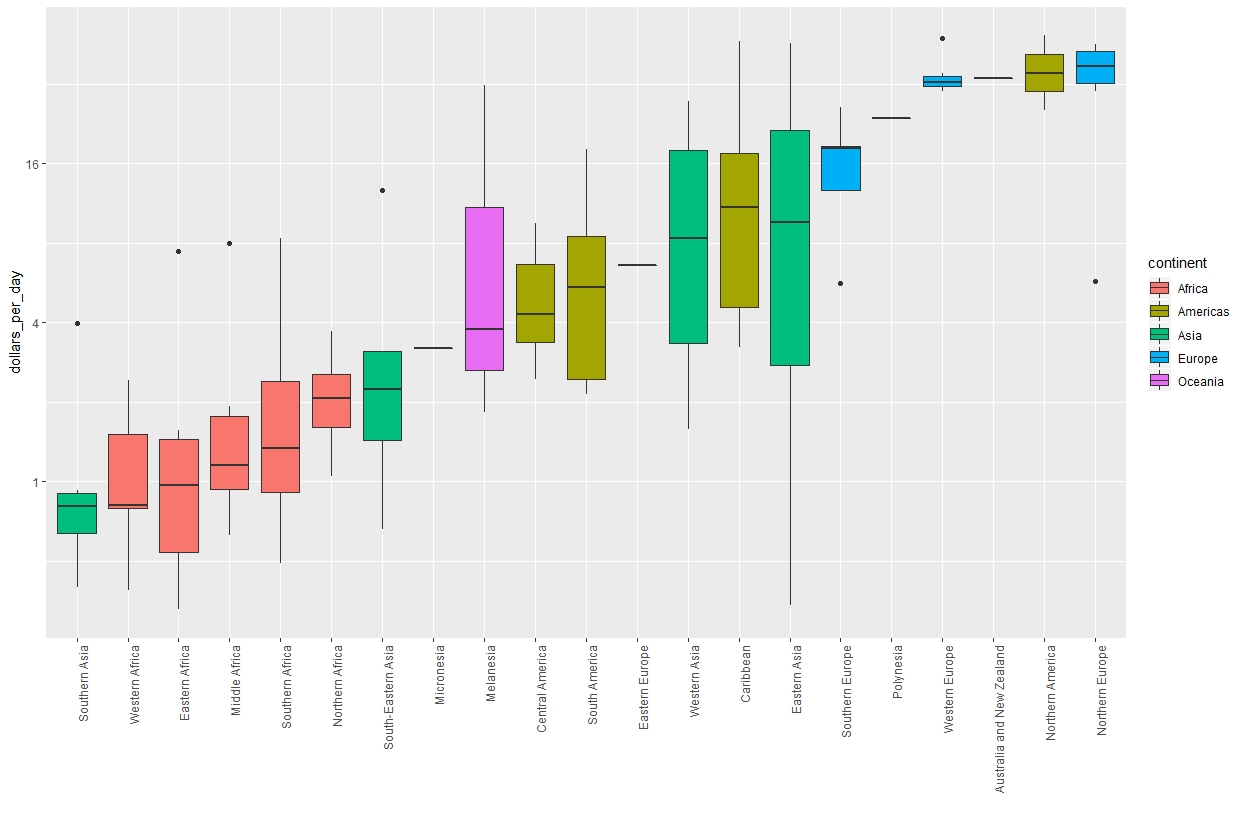 dollars_per_day
16
4
1
Southern Asia
Western Africa
Eastern Africa
Middle Africa
Southern Africa
Northern Africa
South-Eastern Asia
Micronesia
Melanesia
Central America
South America
Eastern Europe
Western Asia
Caribbean
Eastern Asia
Southern Europe
Polynesia
Western Europe
Australia and New Zealand
Northern America
Northern Europe
continent
Africa
Americas
Asia
Europe
Oceania